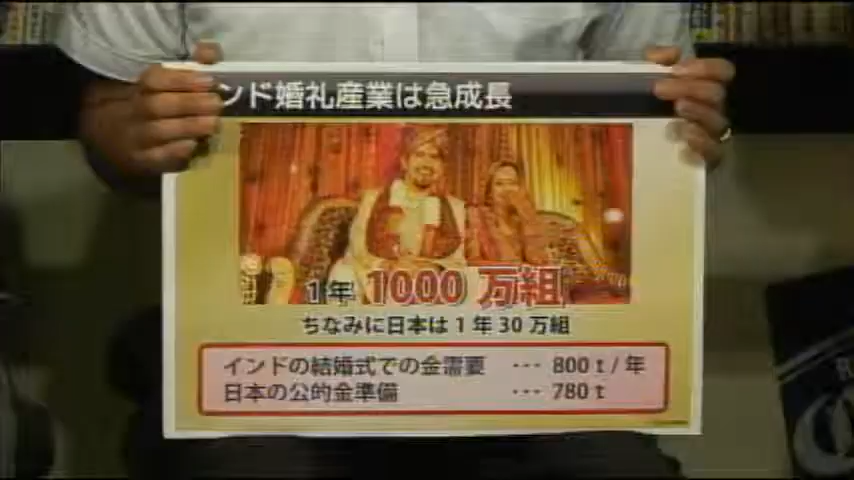 ンド婚礼産業は急成長
1年 1000 万組
ちなみに日本は 1 年 30 万組
インドの結婚式での金需要 ･･･ 800 t / 年
日本の公的金準備 ･･･ 780 t